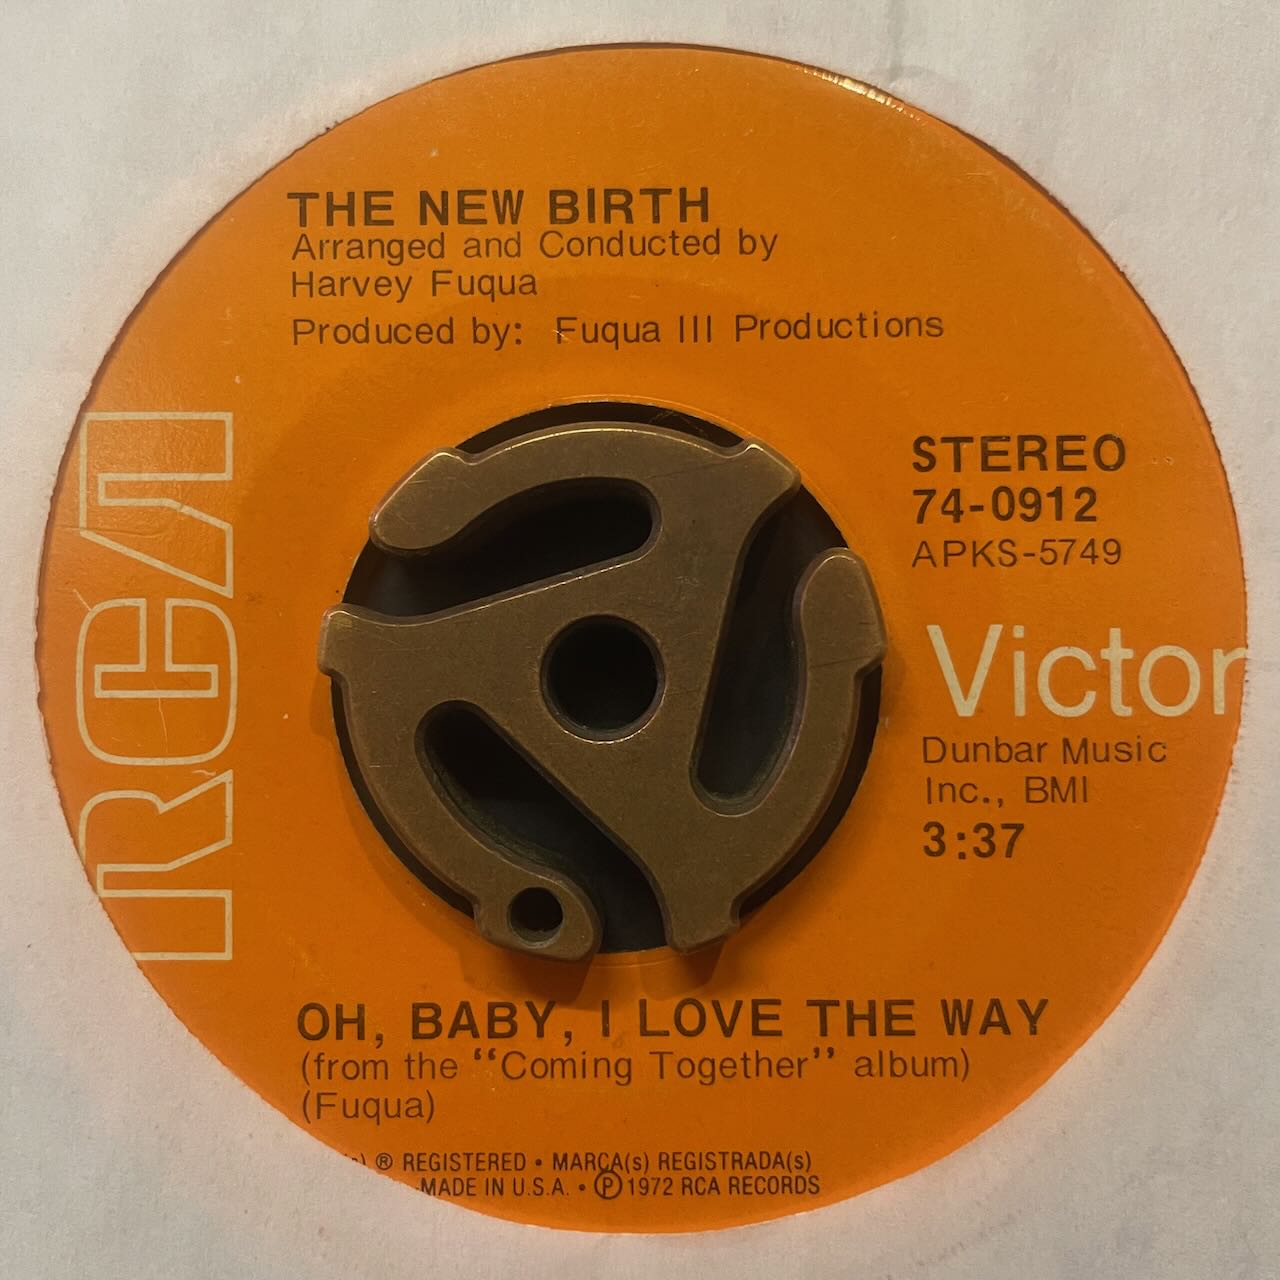 THE NEW BIRTH
Arranged and Conducted by
Harvey Fuqua
Produced by: Fuqua III Productions
RCA
STEREO
74-0912
APKS-5749
Victor
Dunbar Music
Inc., BMI
3:37
OH, BABY, I LOVE THE WAY
(from the “Coming Together” album)
(Fuqua)
® REGISTERED • MARCA(s) REGISTRADA(s)
MADE IN U.S.A. • ℗ 1972 RCA RECORDS